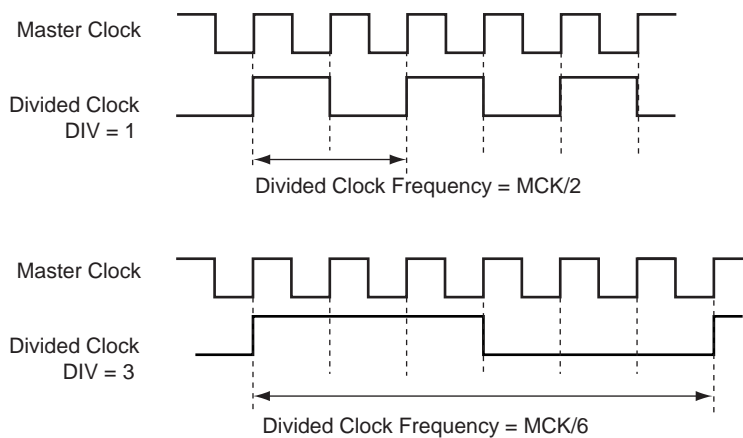 Master Clock
Divided Clock
DIV = 1
Divided Clock Frequency = MCK/2
Master Clock
Divided Clock
DIV = 3
Divided Clock Frequency = MCK/6